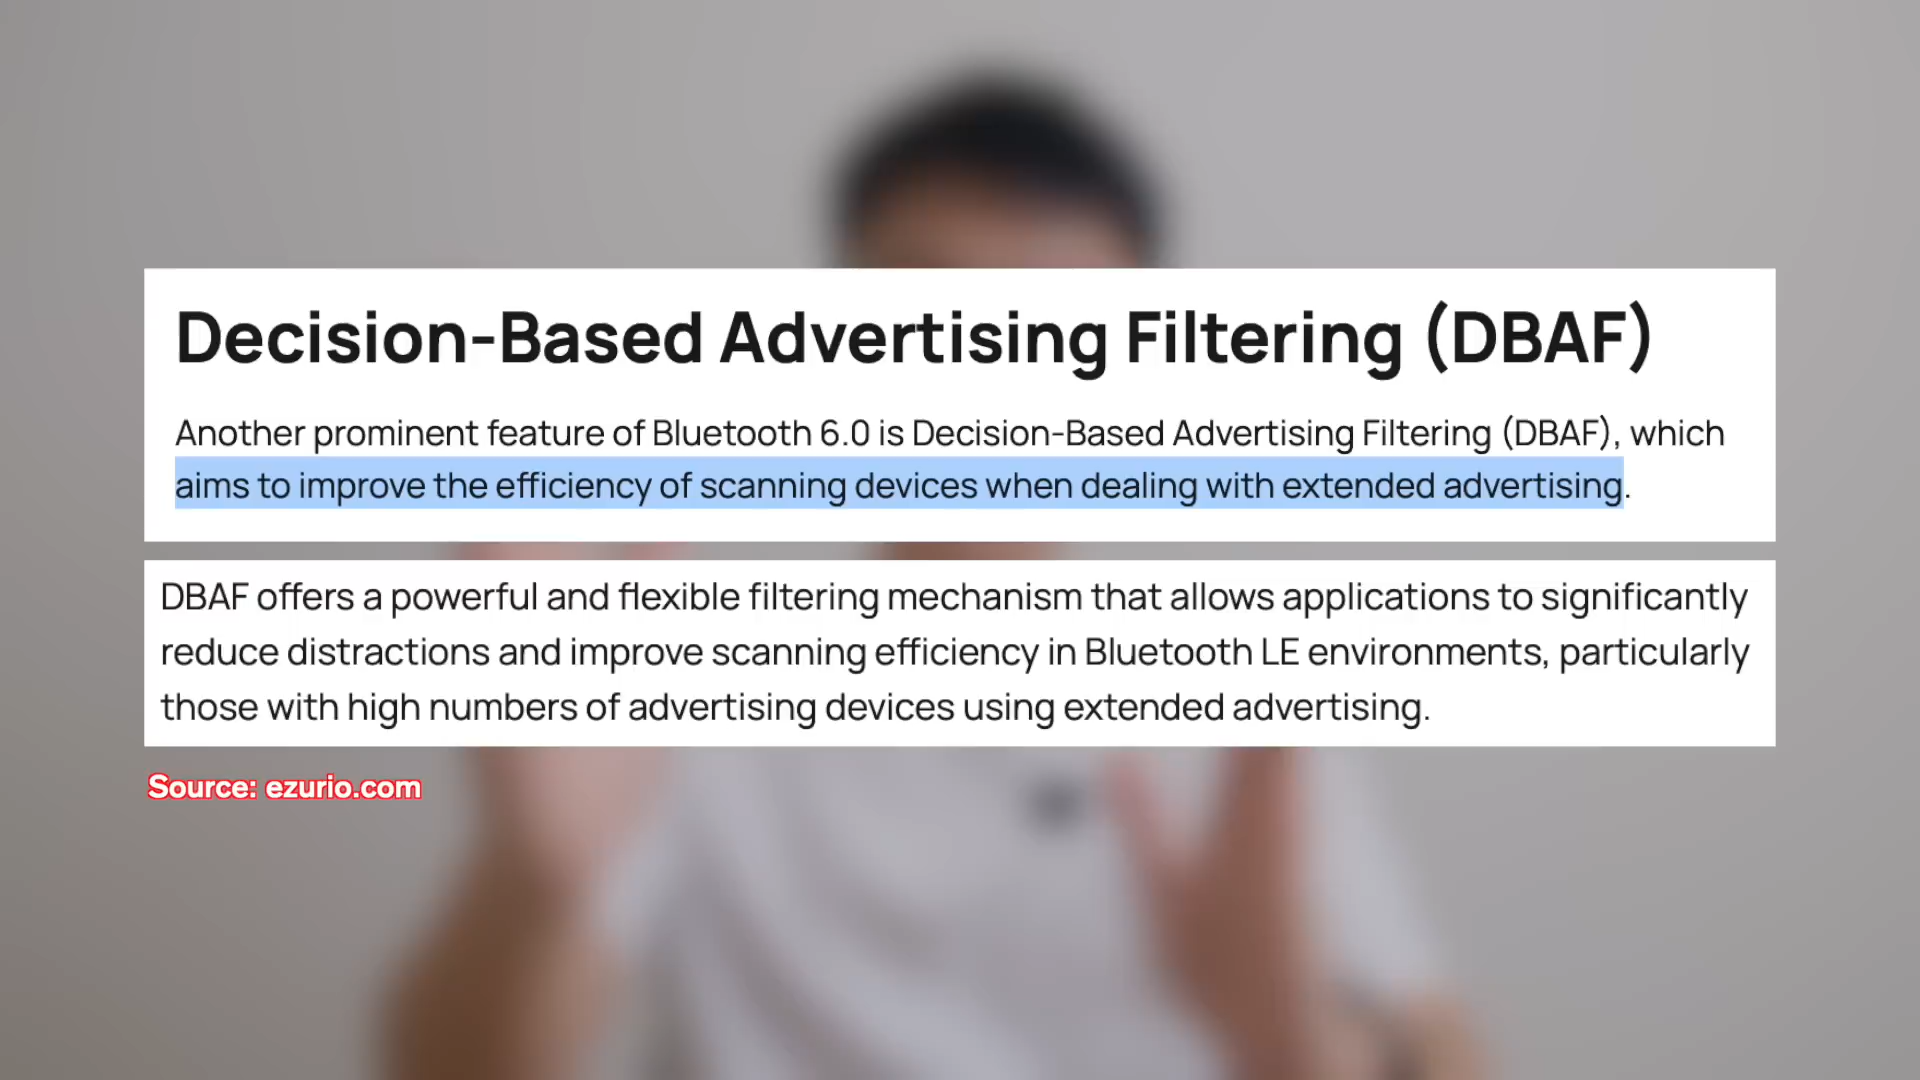 Decision-Based Advertising Filtering (DBAF)
Another prominent feature of Bluetooth 6.0 is Decision-Based Advertising Filtering (DBAF), which
aims to improve the efficiency of scanning devices when dealing with extended advertising.
DBAF offers a powerful and flexible filtering mechanism that allows applications to significantly
reduce distractions and improve scanning efficiency in Bluetooth LE environments, particularly
those with high numbers of advertising devices using extended advertising.
Source: ezurio.com